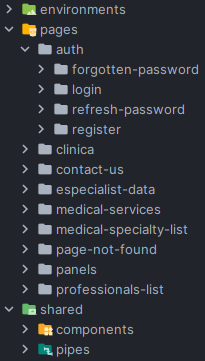 environments
pages
auth
forgotten-password
login
refresh-password
register
clinica
contact-us
especialist-data
medical-services
medical-specialty-list
page-not-found
panels
professionals-list
shared
components
pipes